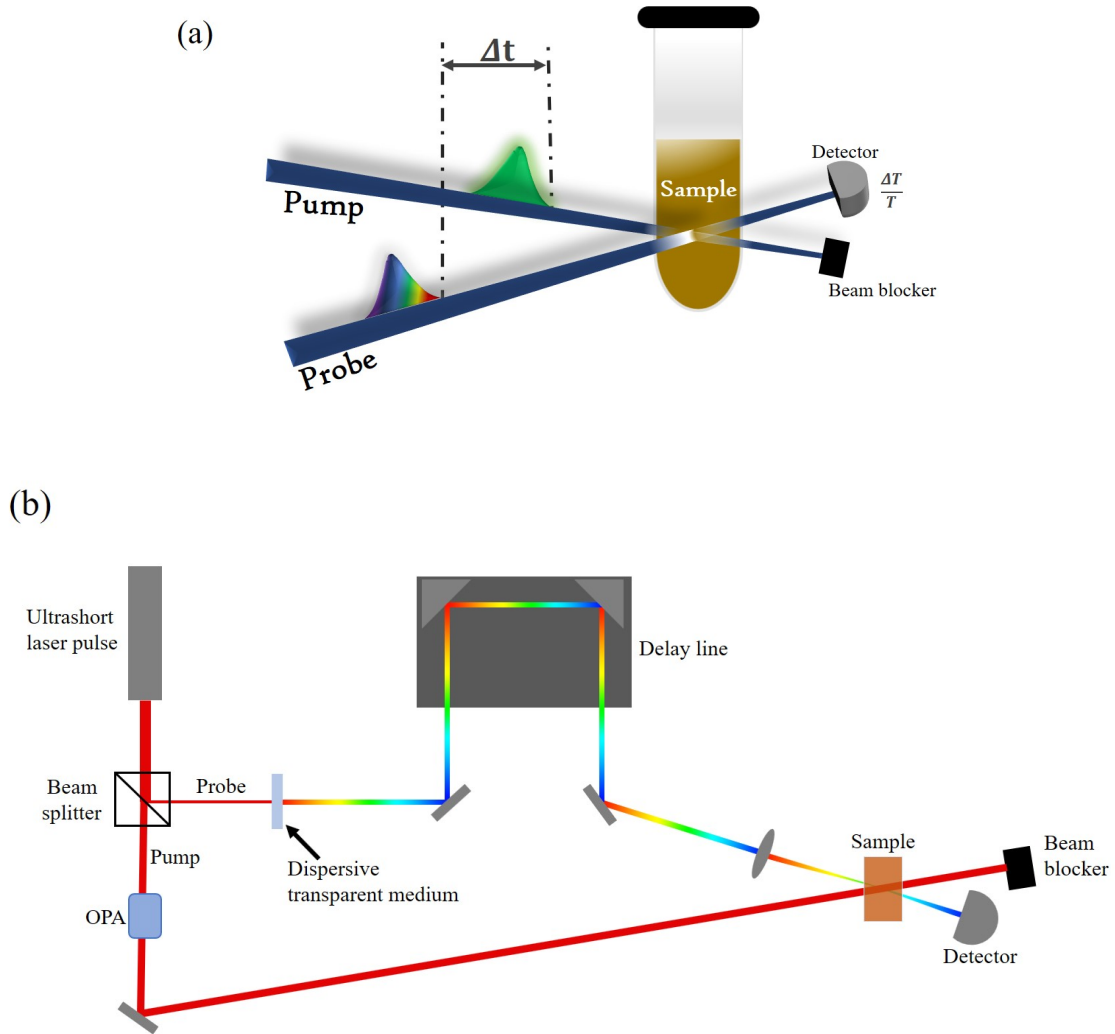 (a)
Δt
Pump
Sample
Detector
ΔT
T
Beam blocker
Probe
(b)
Ultrashort
laser pulse
Delay line
Beam
splitter
Probe
Pump
Dispersive
transparent medium
OPA
Sample
Beam
blocker
Detector